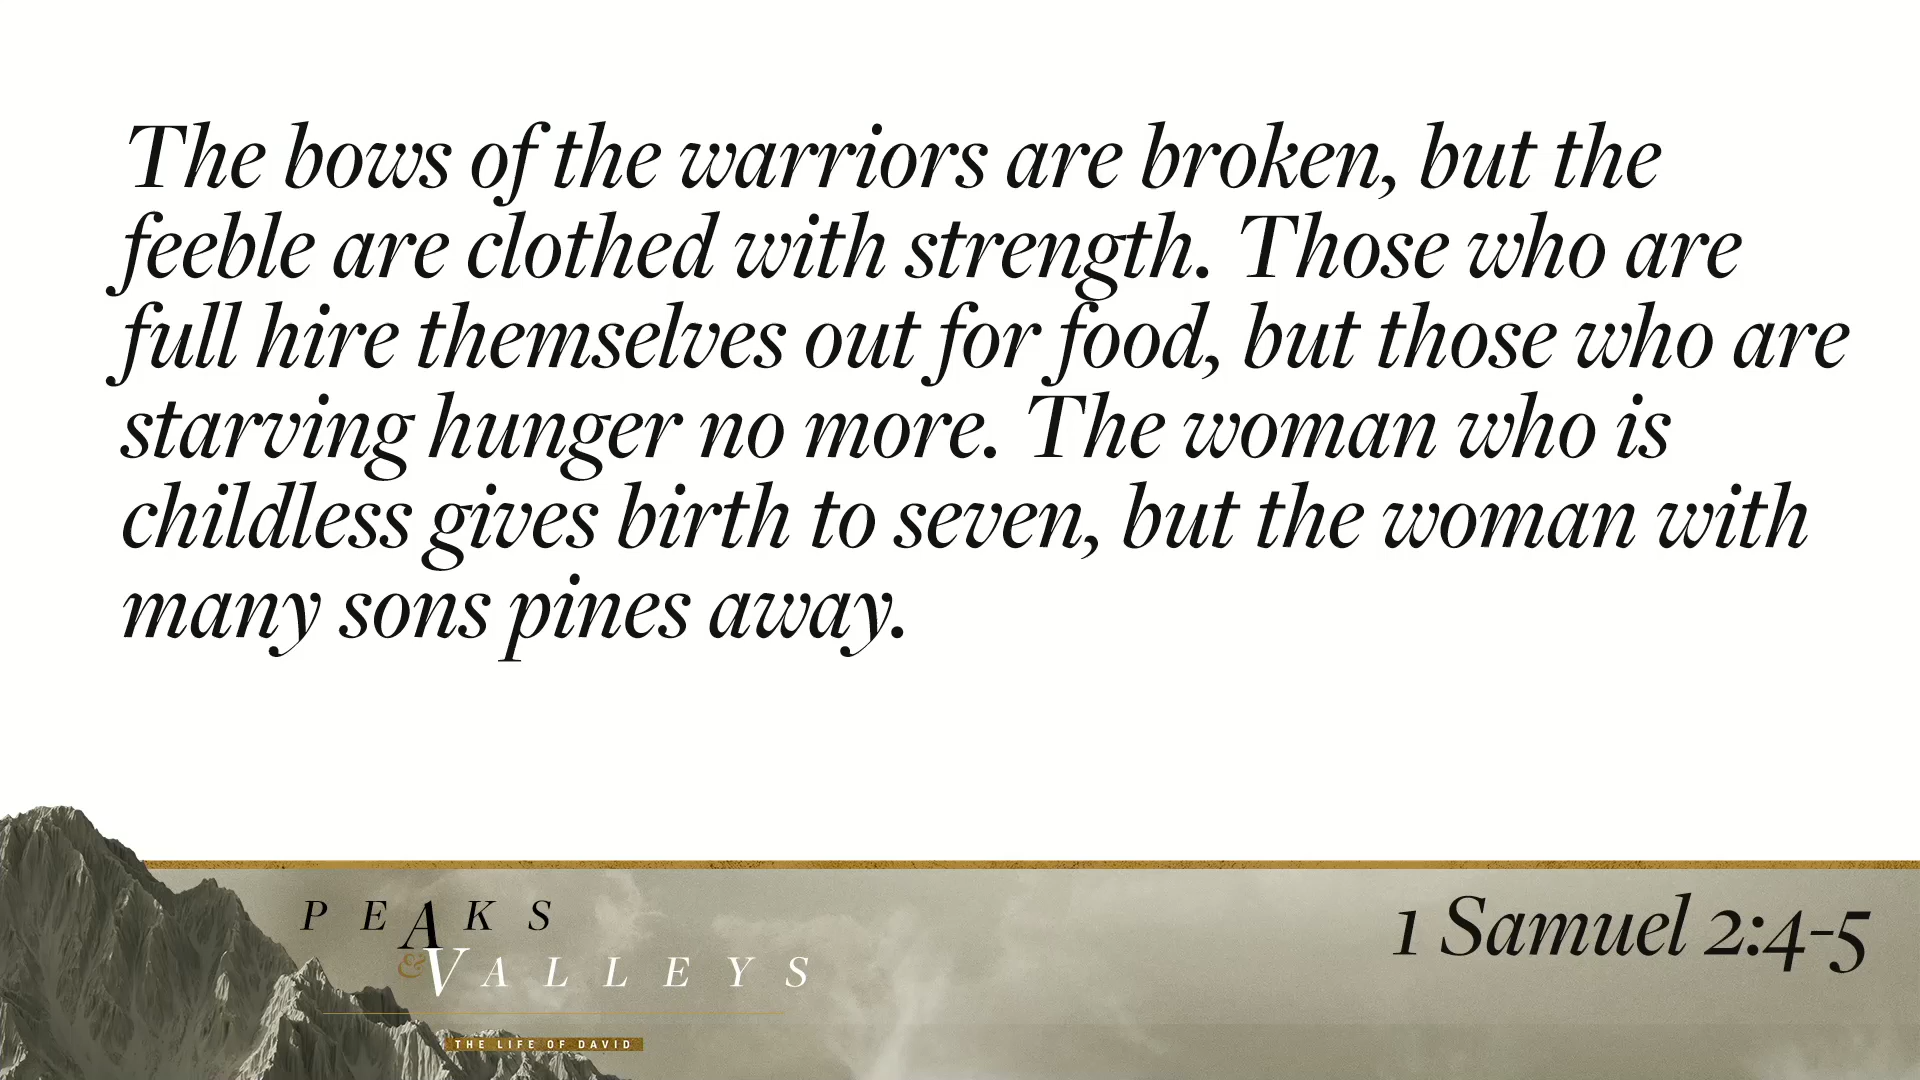 The bows of the warriors are broken, but the
feeble are clothed with strength. Those who are
full hire themselves out for food, but those who are
starving hunger no more. The woman who is
childless gives birth to seven, but the woman with
many sons pines away.
PEAKS
& VALLEYS
THE LIFE OF DAVID
1 Samuel 2:4-5